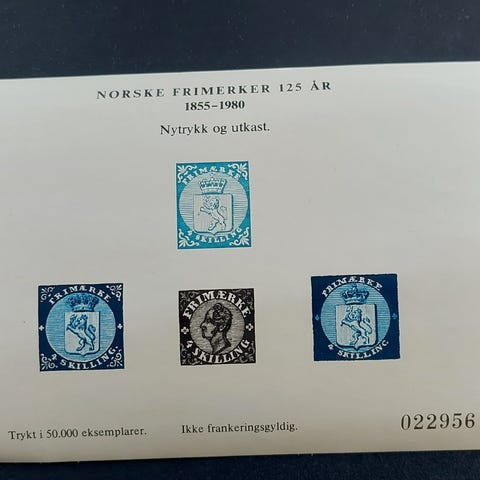 NORSKE FRIMERKER 125 ÅR
1855–1980
Nytrykk og utkast.
FRIMÆRKE
4 SKILLING
FRIMÆRKE
4 SKILLING.
FRIMÆRKE
4 SKILLING
FRIMÆRKE
4 SKILLING
Trykt i 50.000 eksemplarer.
Ikke frankeringsgyldig.
022956